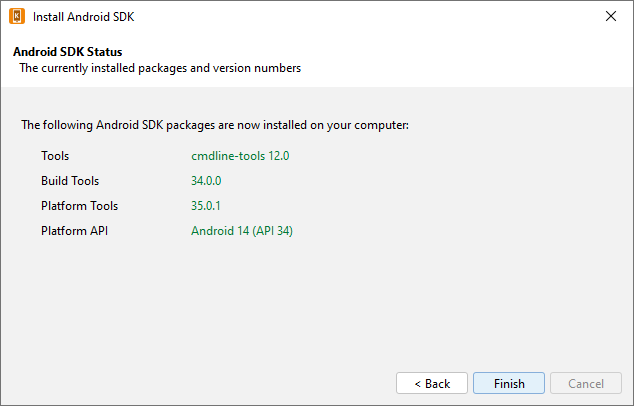 Install Android SDK
Android SDK Status
The currently installed packages and version numbers
The following Android SDK packages are now installed on your computer:
Tools cmdline-tools 12.0
Build Tools 34.0.0
Platform Tools 35.0.1
Platform API Android 14 (API 34)
< Back Finish Cancel